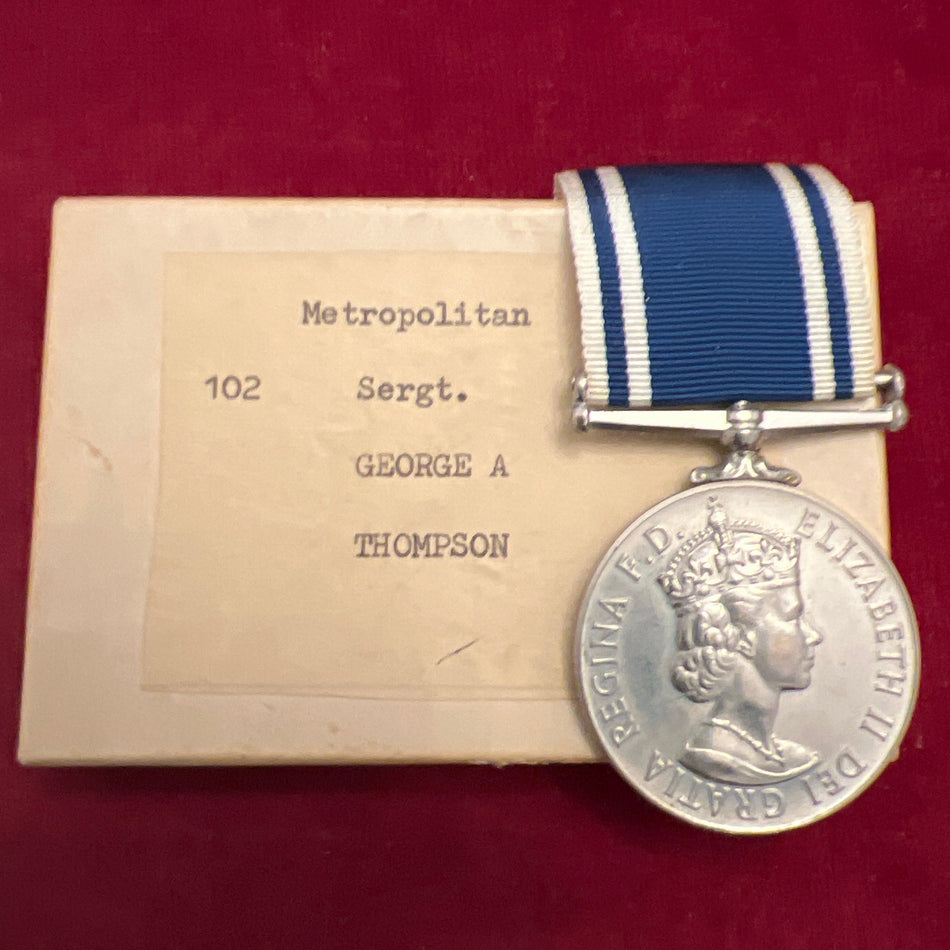 Metropolitan
102 Sergt.
GEORGE A
THOMPSON
ELIZABETH II DEI GRATIA REGINA F.D.